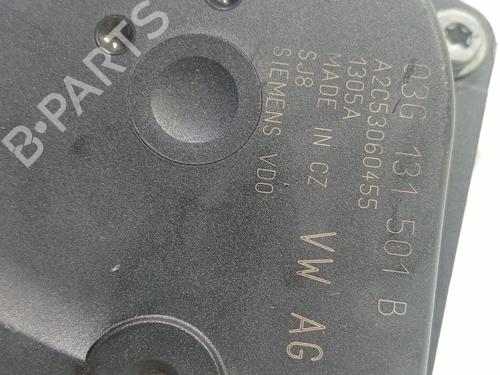 03G 131 501 B
A2C53060455
1305A
SJ8
MADE IN CZ
SIEMENS VDO
VW AG
B-PARTS